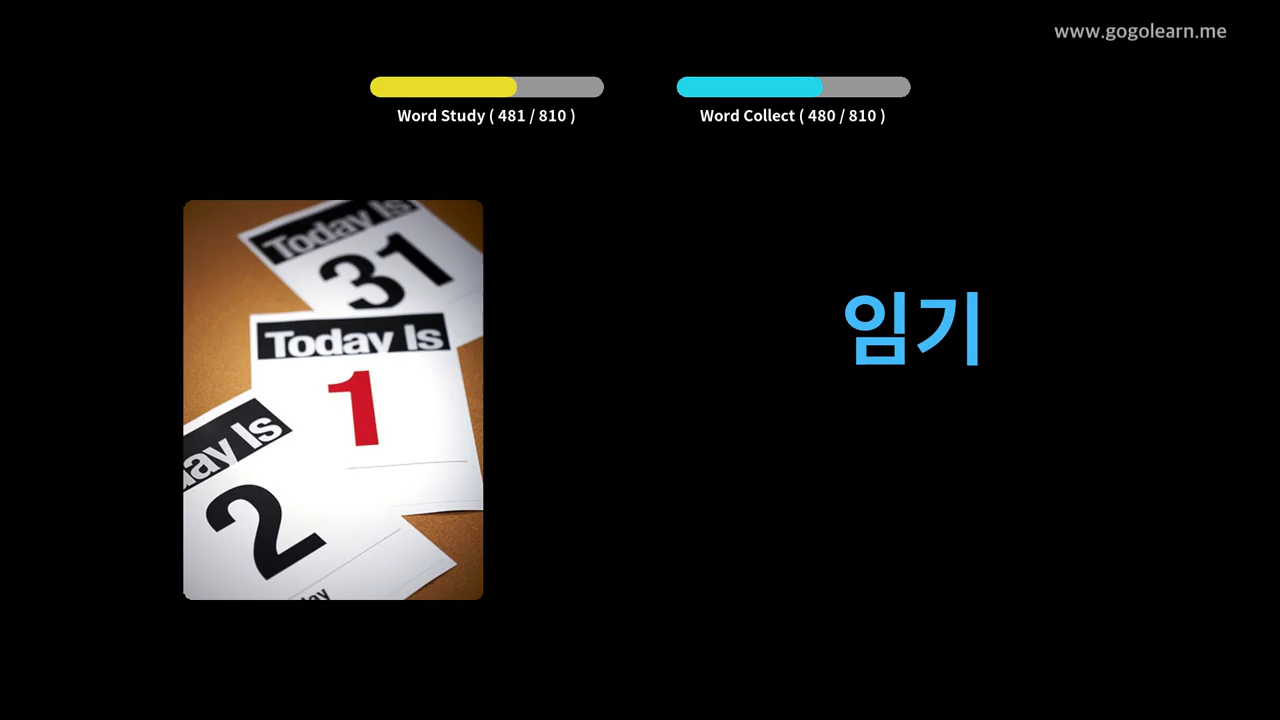 www.gogolearn.me
Word Study ( 481 / 810 )
Word Collect ( 480 / 810 )
Today Is
31
Today Is
1
day Is
2
임기